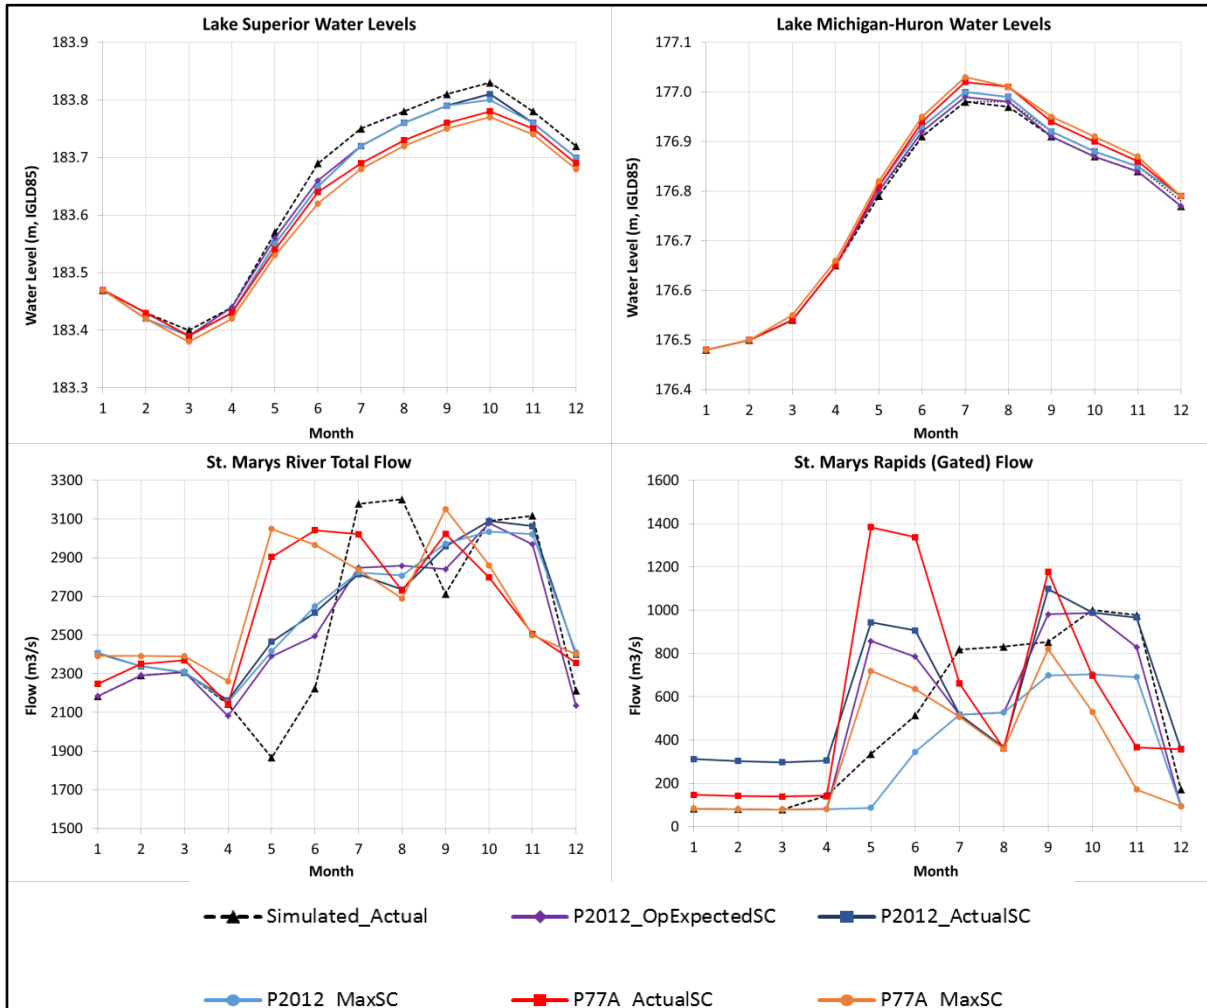 Lake Superior Water Levels
Water Level (m, IGLD85)
183.9
183.8
183.7
183.6
183.5
183.4
183.3
1 2 3 4 5 6 7 8 9 10 11 12
Month
Lake Michigan-Huron Water Levels
Water Level (m, IGLD85)
177.1
177.0
176.9
176.8
176.7
176.6
176.5
176.4
1 2 3 4 5 6 7 8 9 10 11 12
Month
St. Marys River Total Flow
Flow (m3/s)
3300
3100
2900
2700
2500
2300
2100
1900
1700
1500
1 2 3 4 5 6 7 8 9 10 11 12
Month
St. Marys Rapids (Gated) Flow
Flow (m3/s)
1600
1400
1200
1000
800
600
400
200
0
1 2 3 4 5 6 7 8 9 10 11 12
Month
Simulated_Actual P2012_OpExpectedSC P2012_ActualSC
P2012_MaxSC P77A_ActualSC P77A_MaxSC